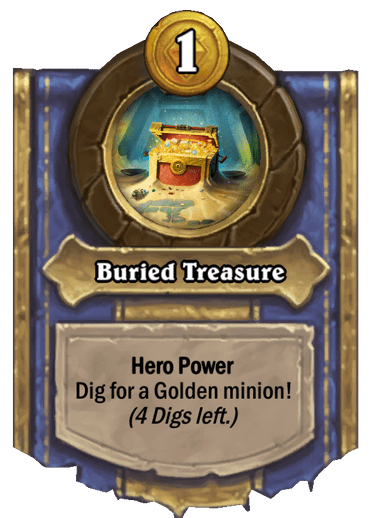 1
Buried Treasure
Hero Power
Dig for a Golden minion!
(4 Digs left.)